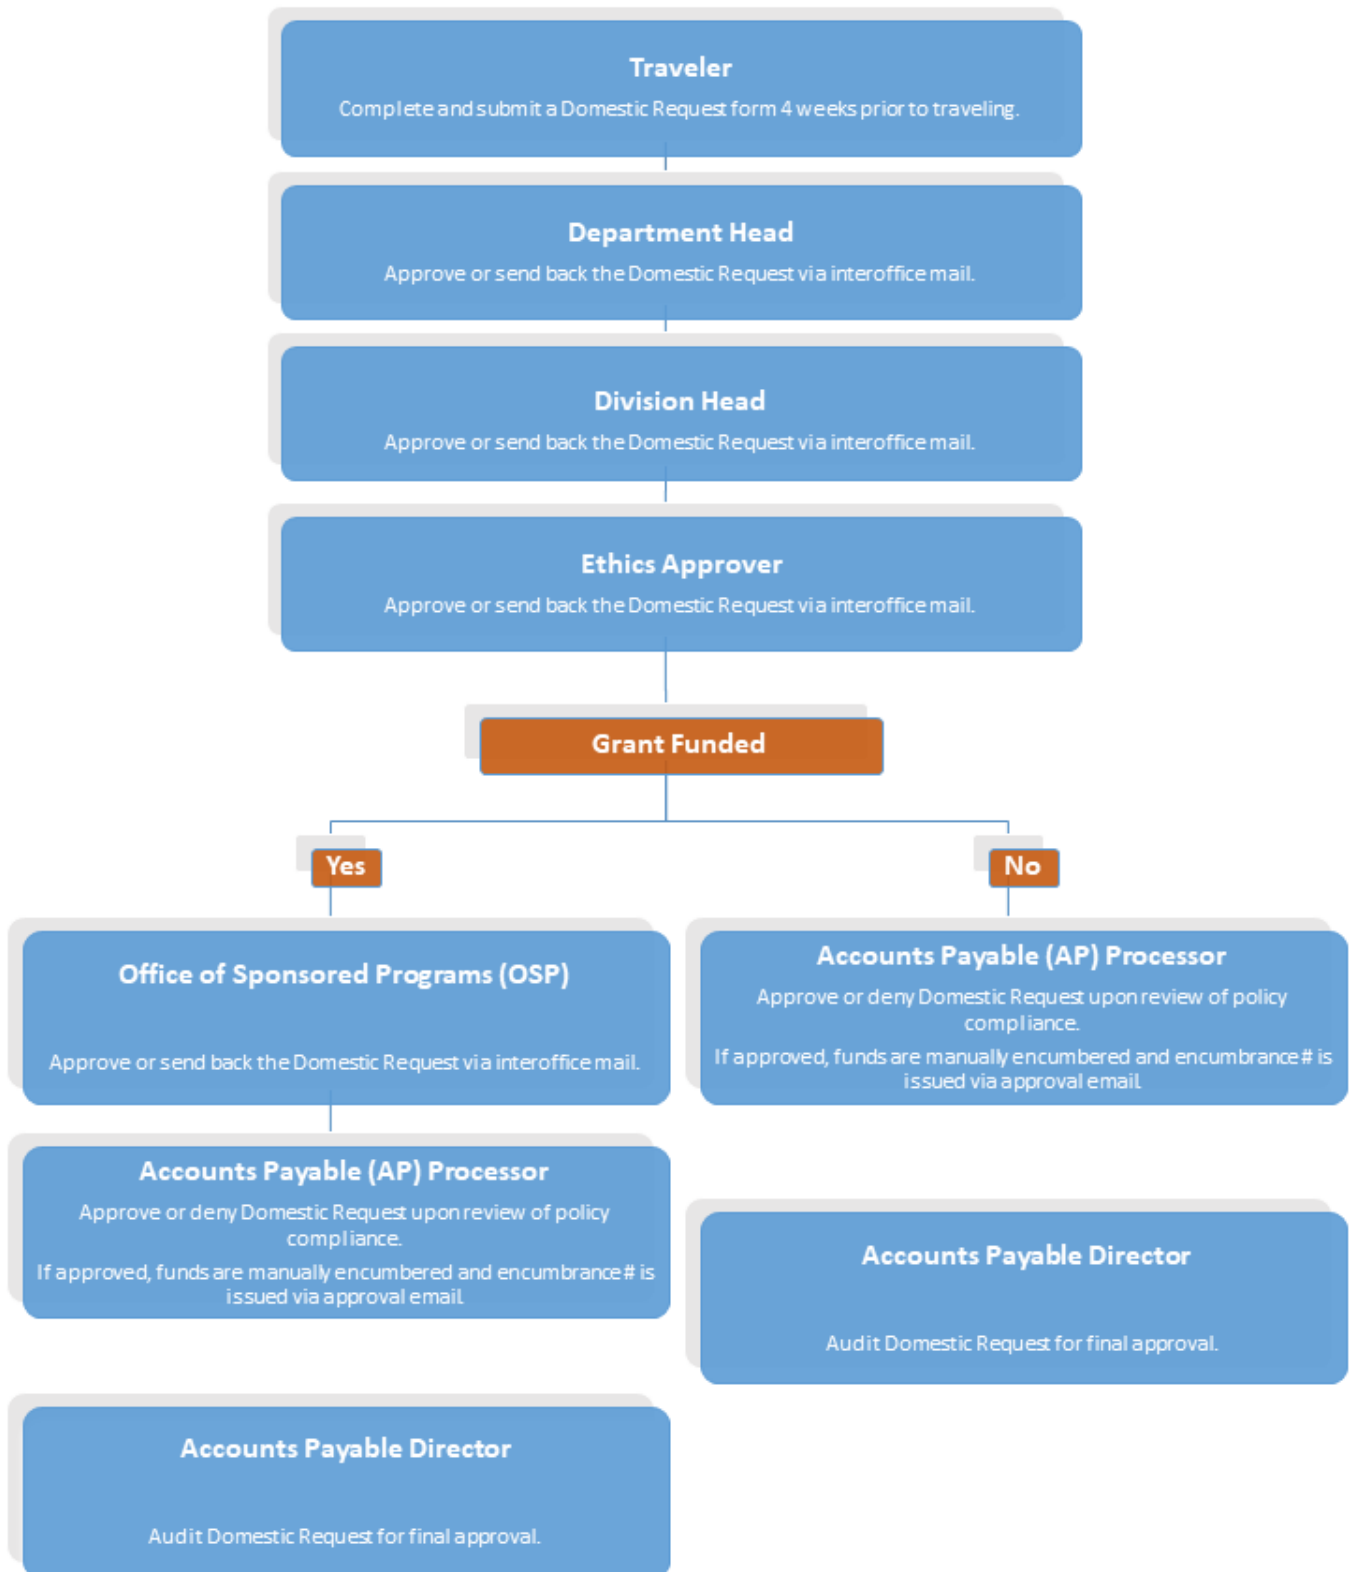 Traveler
Complete and submit a Domestic Request form 4 weeks prior to traveling.
Department Head
Approve or send back the Domestic Request via interoffice mail.
Division Head
Approve or send back the Domestic Request via interoffice mail.
Ethics Approver
Approve or send back the Domestic Request via interoffice mail.
Grant Funded
Yes
Office of Sponsored Programs (OSP)
Approve or send back the Domestic Request via interoffice mail.
Accounts Payable (AP) Processor
Approve or deny Domestic Request upon review of policy
compliance.
If approved, funds are manually encumbered and encumbrance # is
issued via approval email.
Accounts Payable Director
Audit Domestic Request for final approval.
No
Accounts Payable (AP) Processor
Approve or deny Domestic Request upon review of policy
compliance.
If approved, funds are manually encumbered and encumbrance # is
issued via approval email.
Accounts Payable Director
Audit Domestic Request for final approval.